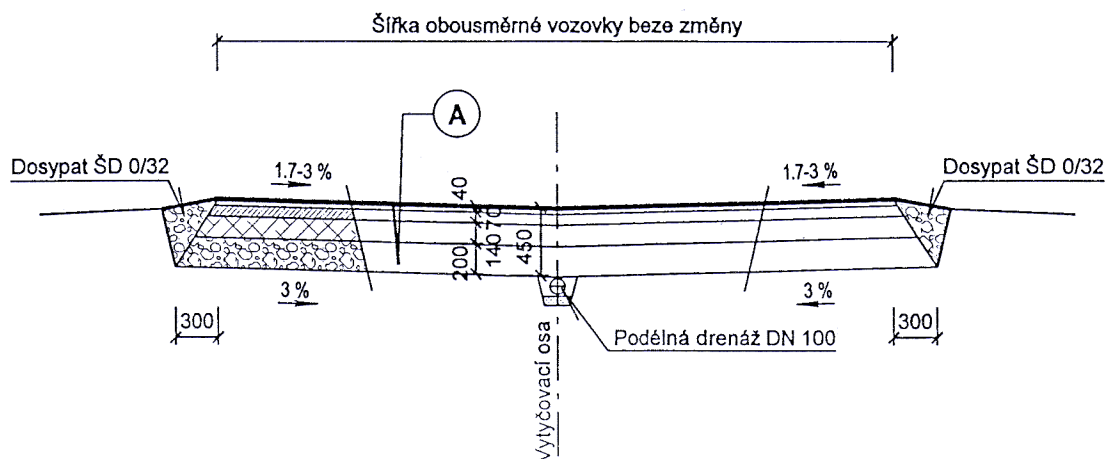 Šířka obousměrné vozovky beze změny
A
Dosypat ŠD 0/32
Dosypat ŠD 0/32
1.7-3 %
1.7-3 %
40
70
140
200
450
3 %
3 %
300
300
Podélná drenáž DN 100
Vytyčovací osa